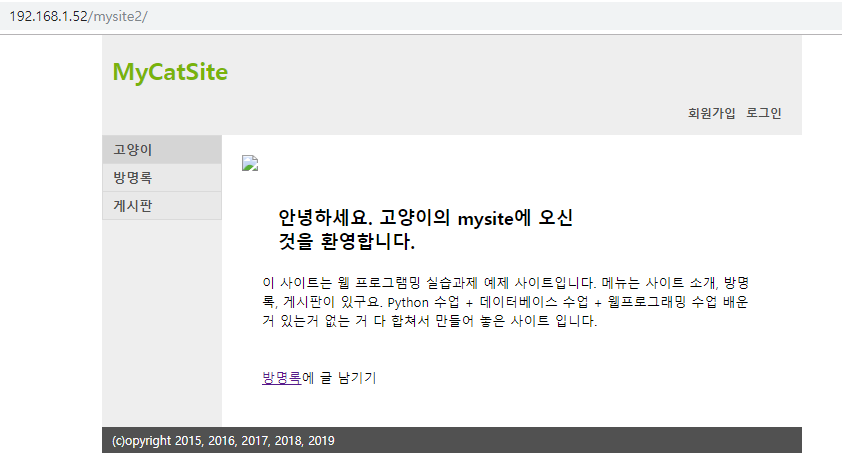 192.168.1.52/mysite2/
MyCatSite
회원가입 로그인
고양이
방명록
게시판
안녕하세요. 고양이의 mysite에 오신
것을 환영합니다.
이 사이트는 웹 프로그램밍 실습과제 예제 사이트입니다. 메뉴는 사이트 소개, 방명
록, 게시판이 있구요. Python 수업 + 데이터베이스 수업 + 웹프로그래밍 수업 배운
거 있는거 없는 거 다 합쳐서 만들어 놓은 사이트 입니다.
방명록에 글 남기기
(c)opyright 2015, 2016, 2017, 2018, 2019